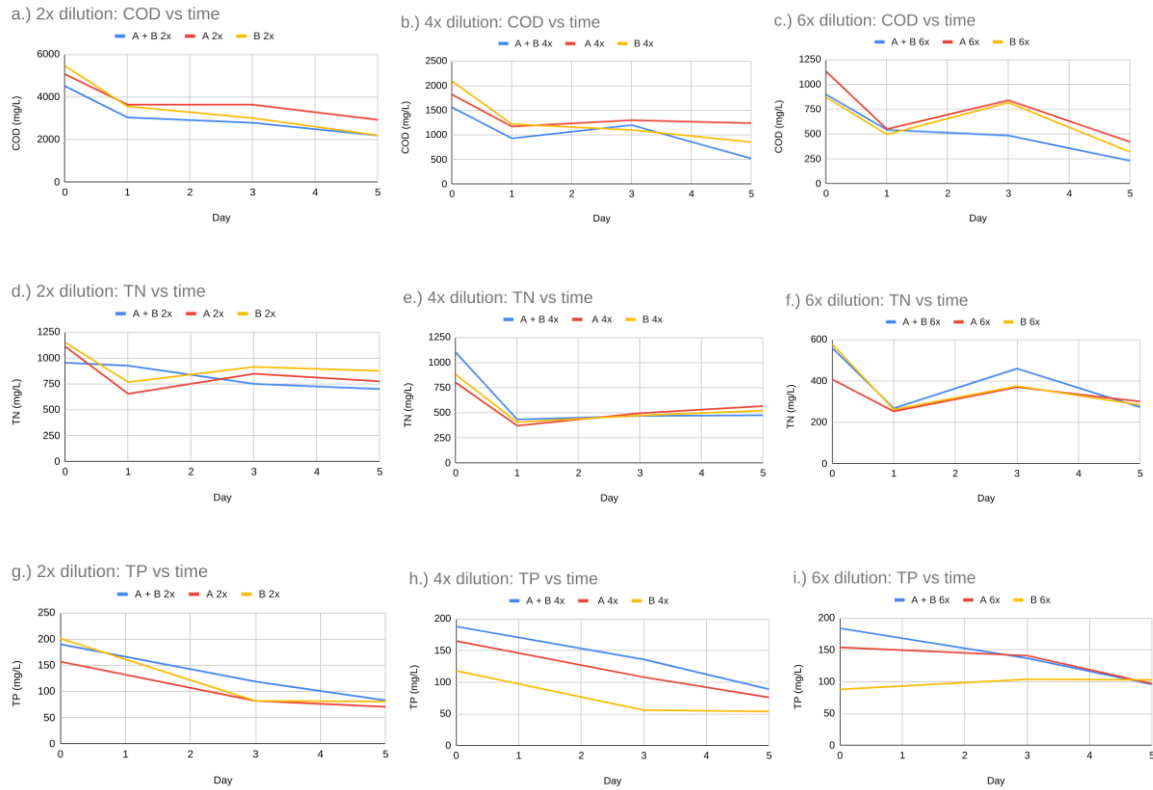 a.) 2x dilution: COD vs time
A + B 2x A 2x B 2x
6000
4000
2000
0
COD (mg/L)
0 1 2 3 4 5
Day
b.) 4x dilution: COD vs time
A + B 4x A 4x B 4x
2500
2000
1500
1000
500
0
COD (mg/L)
0 1 2 3 4 5
Day
c.) 6x dilution: COD vs time
A + B 6x A 6x B 6x
1250
1000
750
500
250
0
COD (mg/L)
0 1 2 3 4 5
Day
d.) 2x dilution: TN vs time
A + B 2x A 2x B 2x
1250
1000
750
500
250
0
TN (mg/L)
0 1 2 3 4 5
Day
e.) 4x dilution: TN vs time
A + B 4x A 4x B 4x
1250
1000
750
500
250
0
TN (mg/L)
0 1 2 3 4 5
Day
f.) 6x dilution: TN vs time
A + B 6x A 6x B 6x
600
400
200
0
TN (mg/L)
0 1 2 3 4 5
Day
g.) 2x dilution: TP vs time
A + B 2x A 2x B 2x
250
200
150
100
50
0
TP (mg/L)
0 1 2 3 4 5
Day
h.) 4x dilution: TP vs time
A + B 4x A 4x B 4x
200
150
100
50
0
TP (mg/L)
0 1 2 3 4 5
Day
i.) 6x dilution: TP vs time
A + B 6x A 6x B 6x
200
150
100
50
0
TP (mg/L)
0 1 2 3 4 5
Day